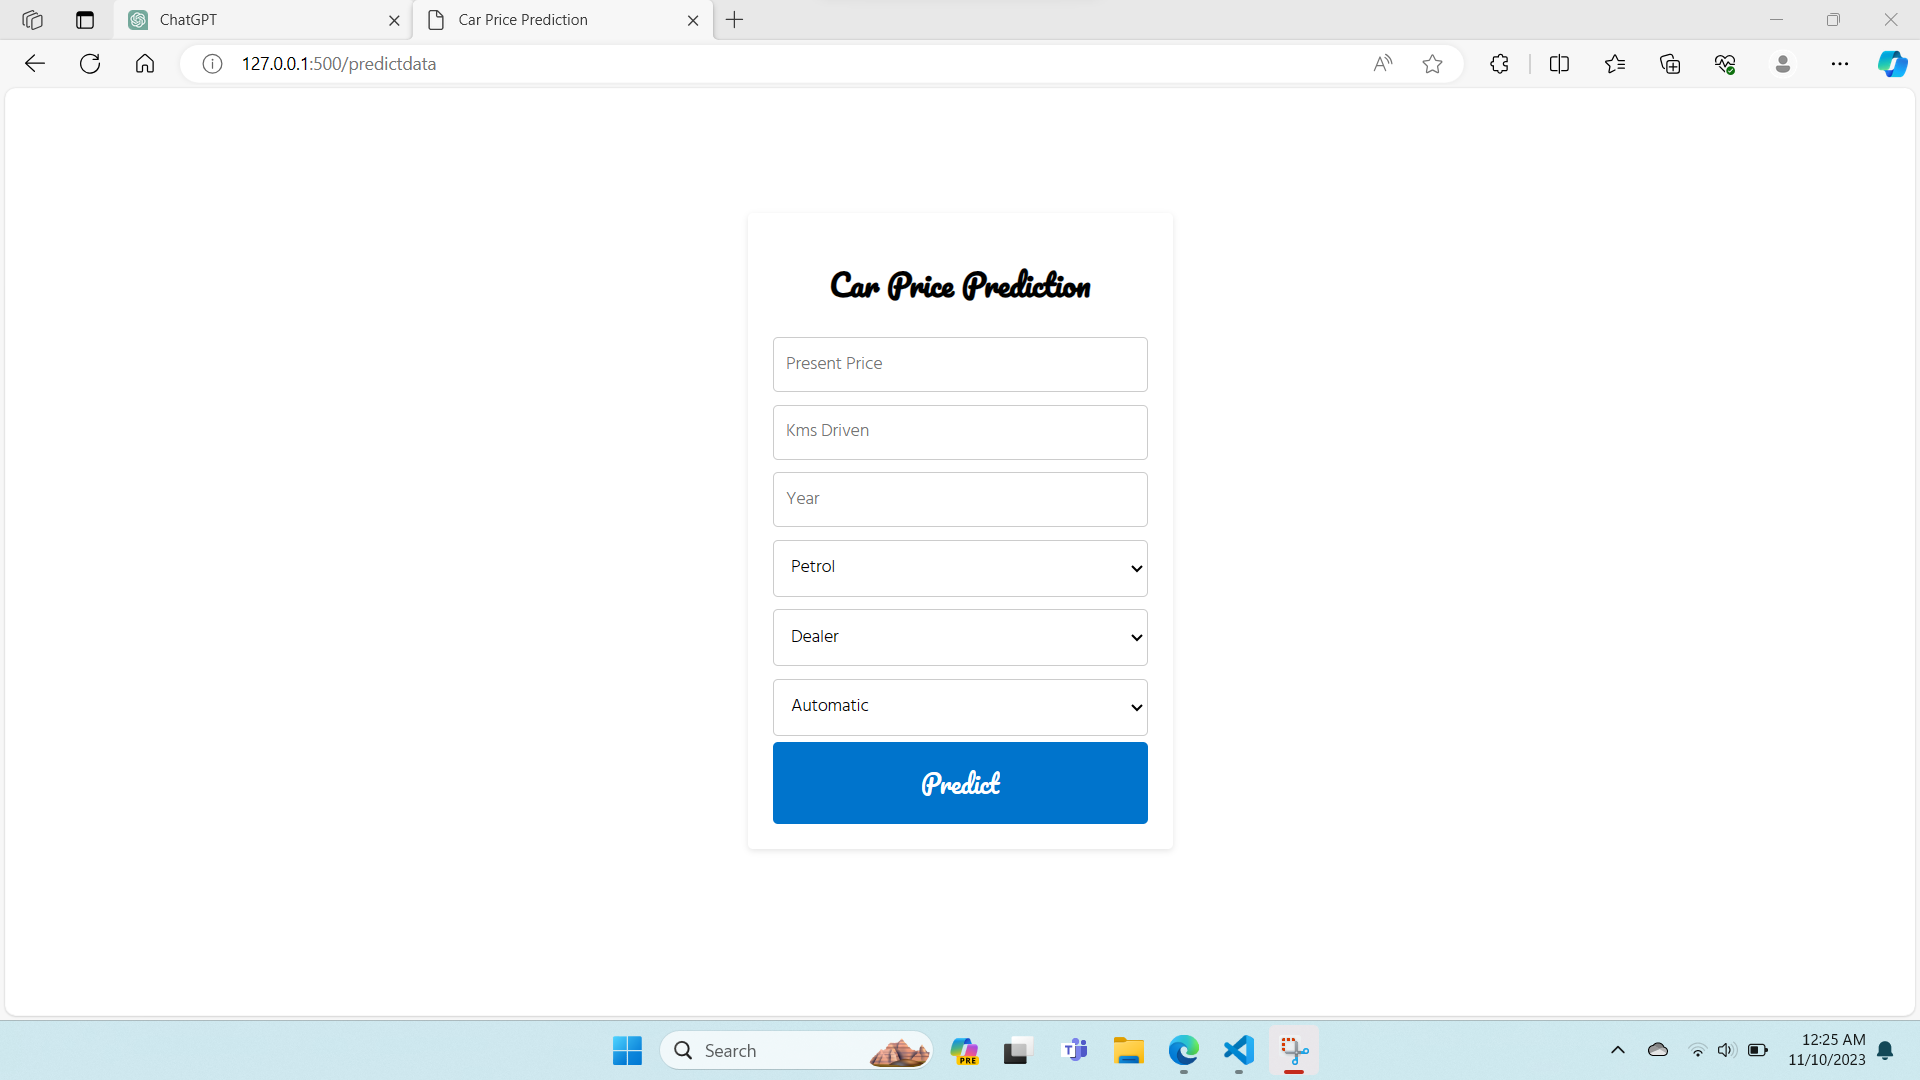 ChatGPT
Car Price Prediction
127.0.0.1:500/predictdata
Car Price Prediction
Present Price
Kms Driven
Year
Petrol
Dealer
Automatic
Predict
Search
PRE
12:25 AM
11/10/2023